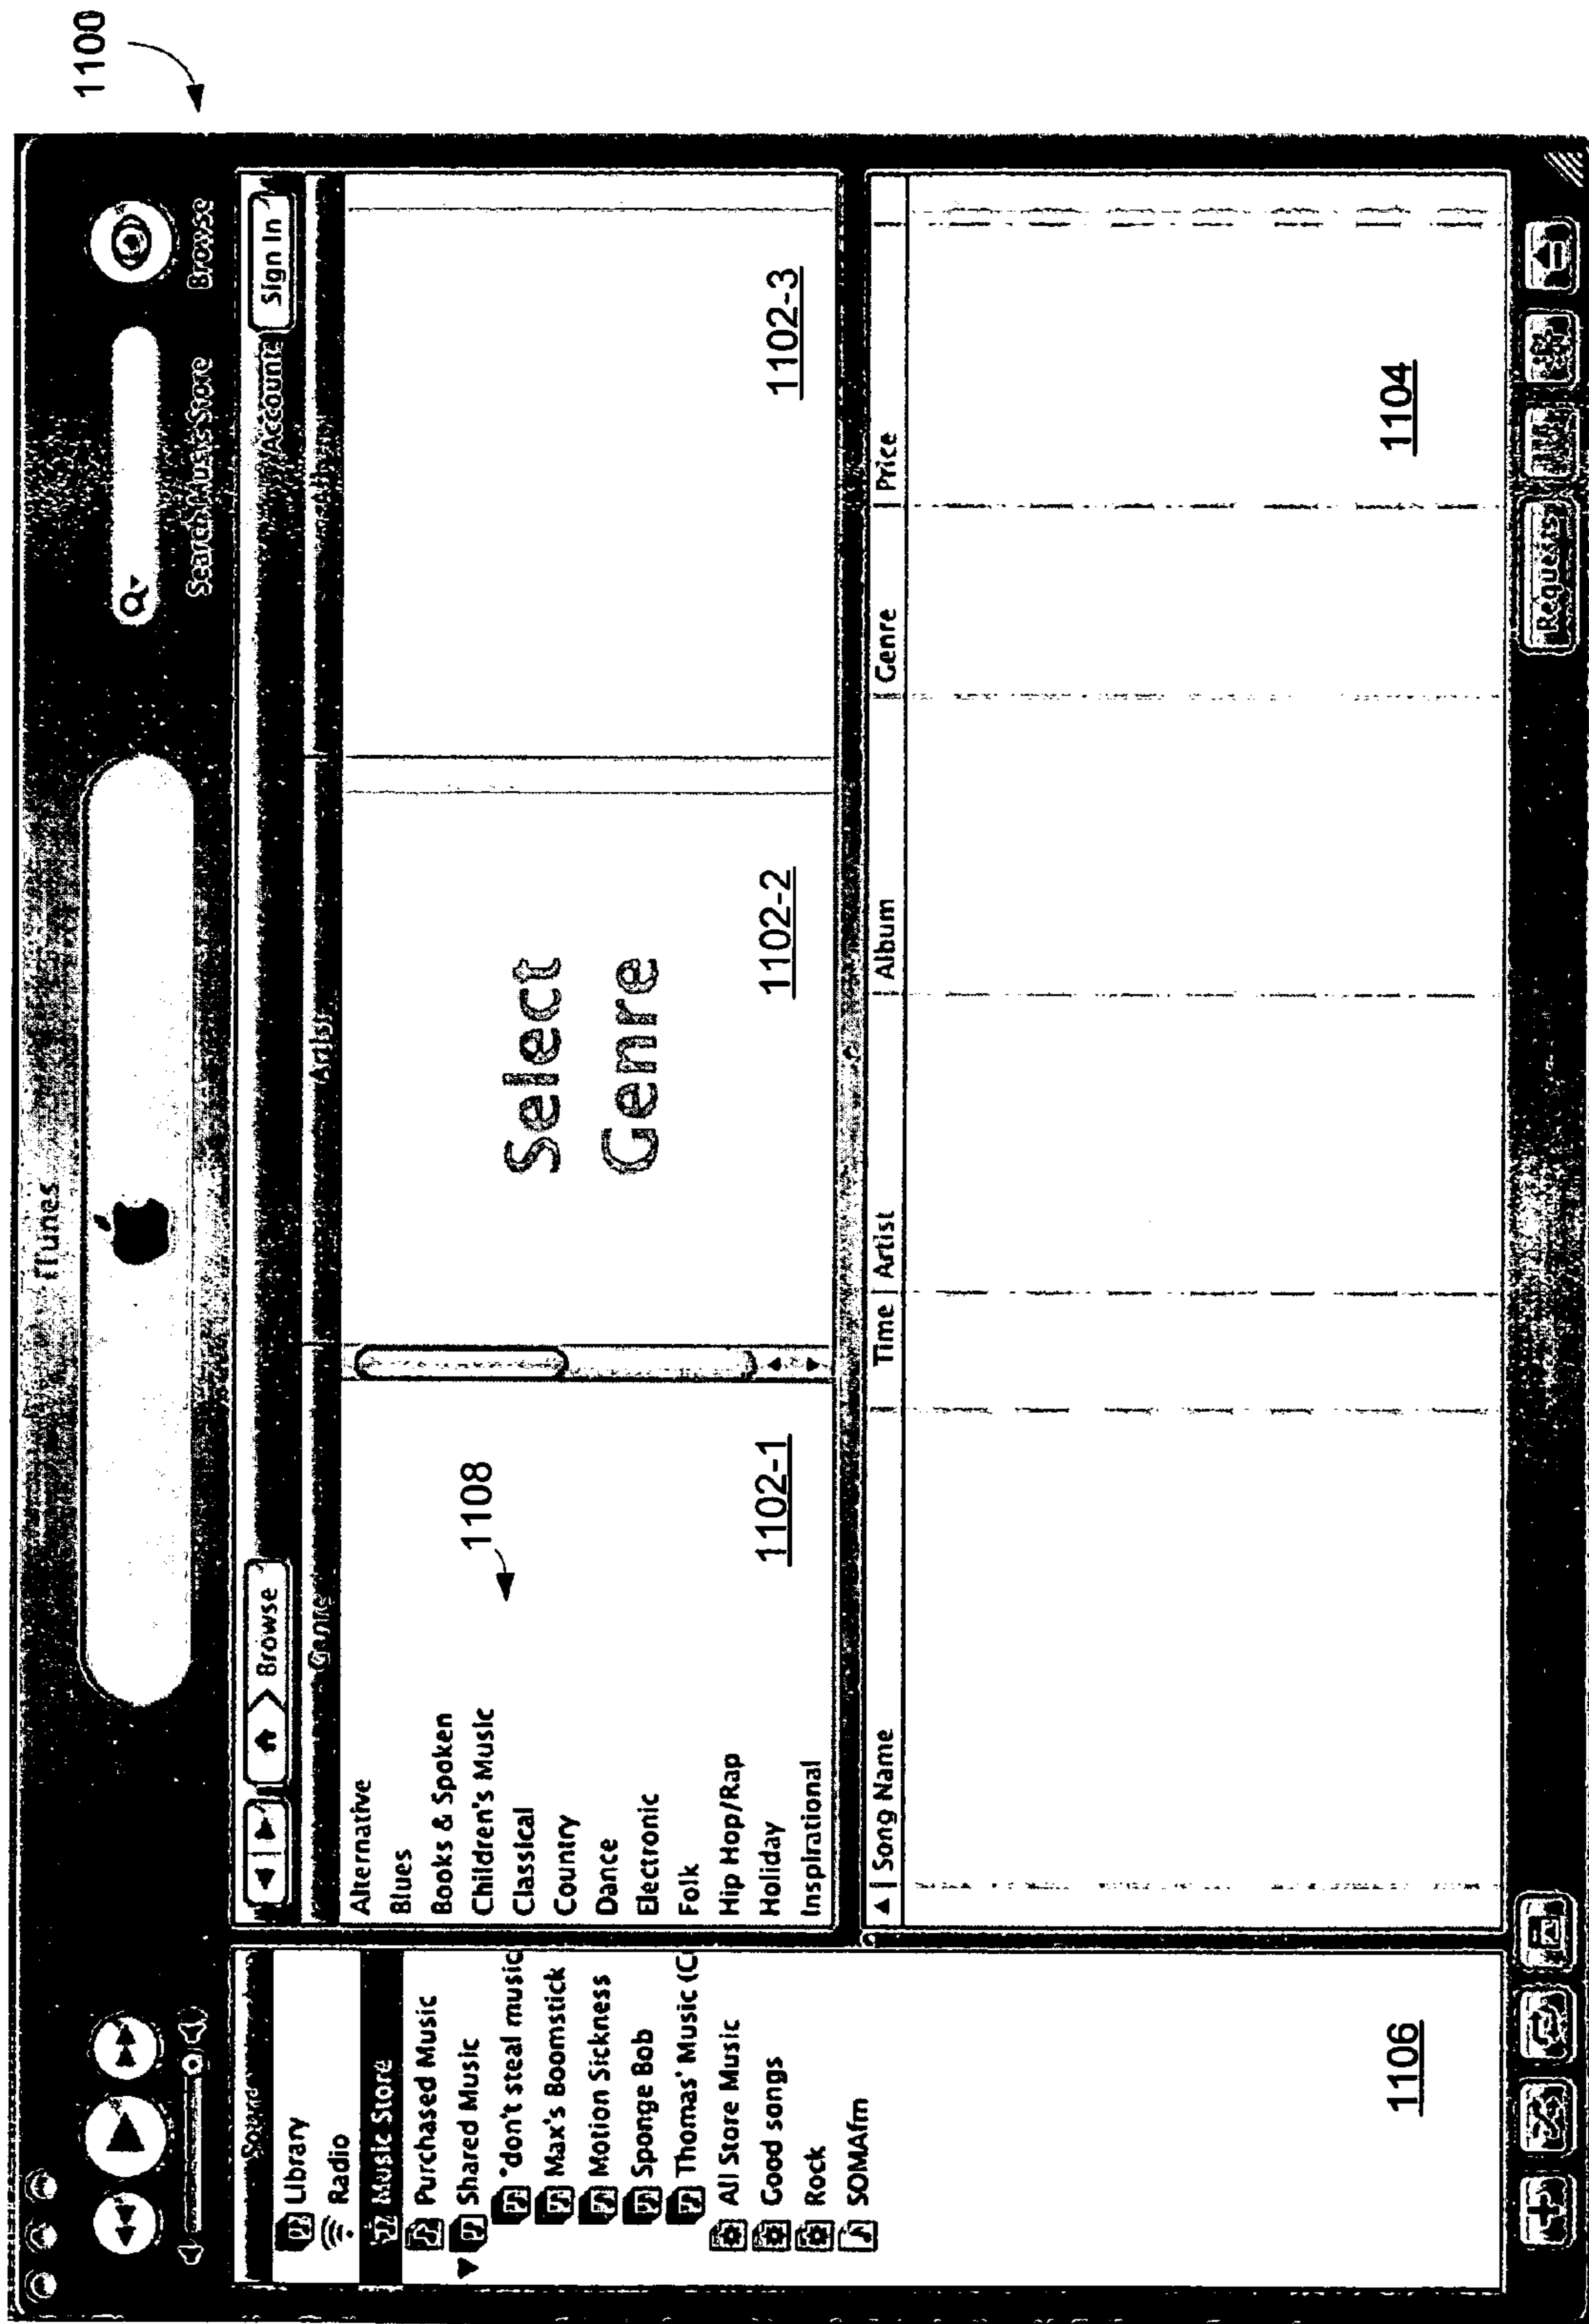 1100
iTunes
Search Music Store
Browse
Browse
Account:
Sign In
Source
Library
Radio
Music Store
Purchased Music
Shared Music
"don't steal music
Max's Boomstick
Motion Sickness
Sponge Bob
Thomas' Music (C
All Store Music
Good songs
Rock
SOMAfm
1106
Genre
Artist
Alternative
Blues
Books & Spoken
Children's Music
Classical
Country
Dance
Electronic
Folk
Hip Hop/Rap
Holiday
Inspirational
1108
1102-1
Select
Genre
1102-2
1102-3
Song Name
Time
Artist
Album
Genre
Price
1104
Requests